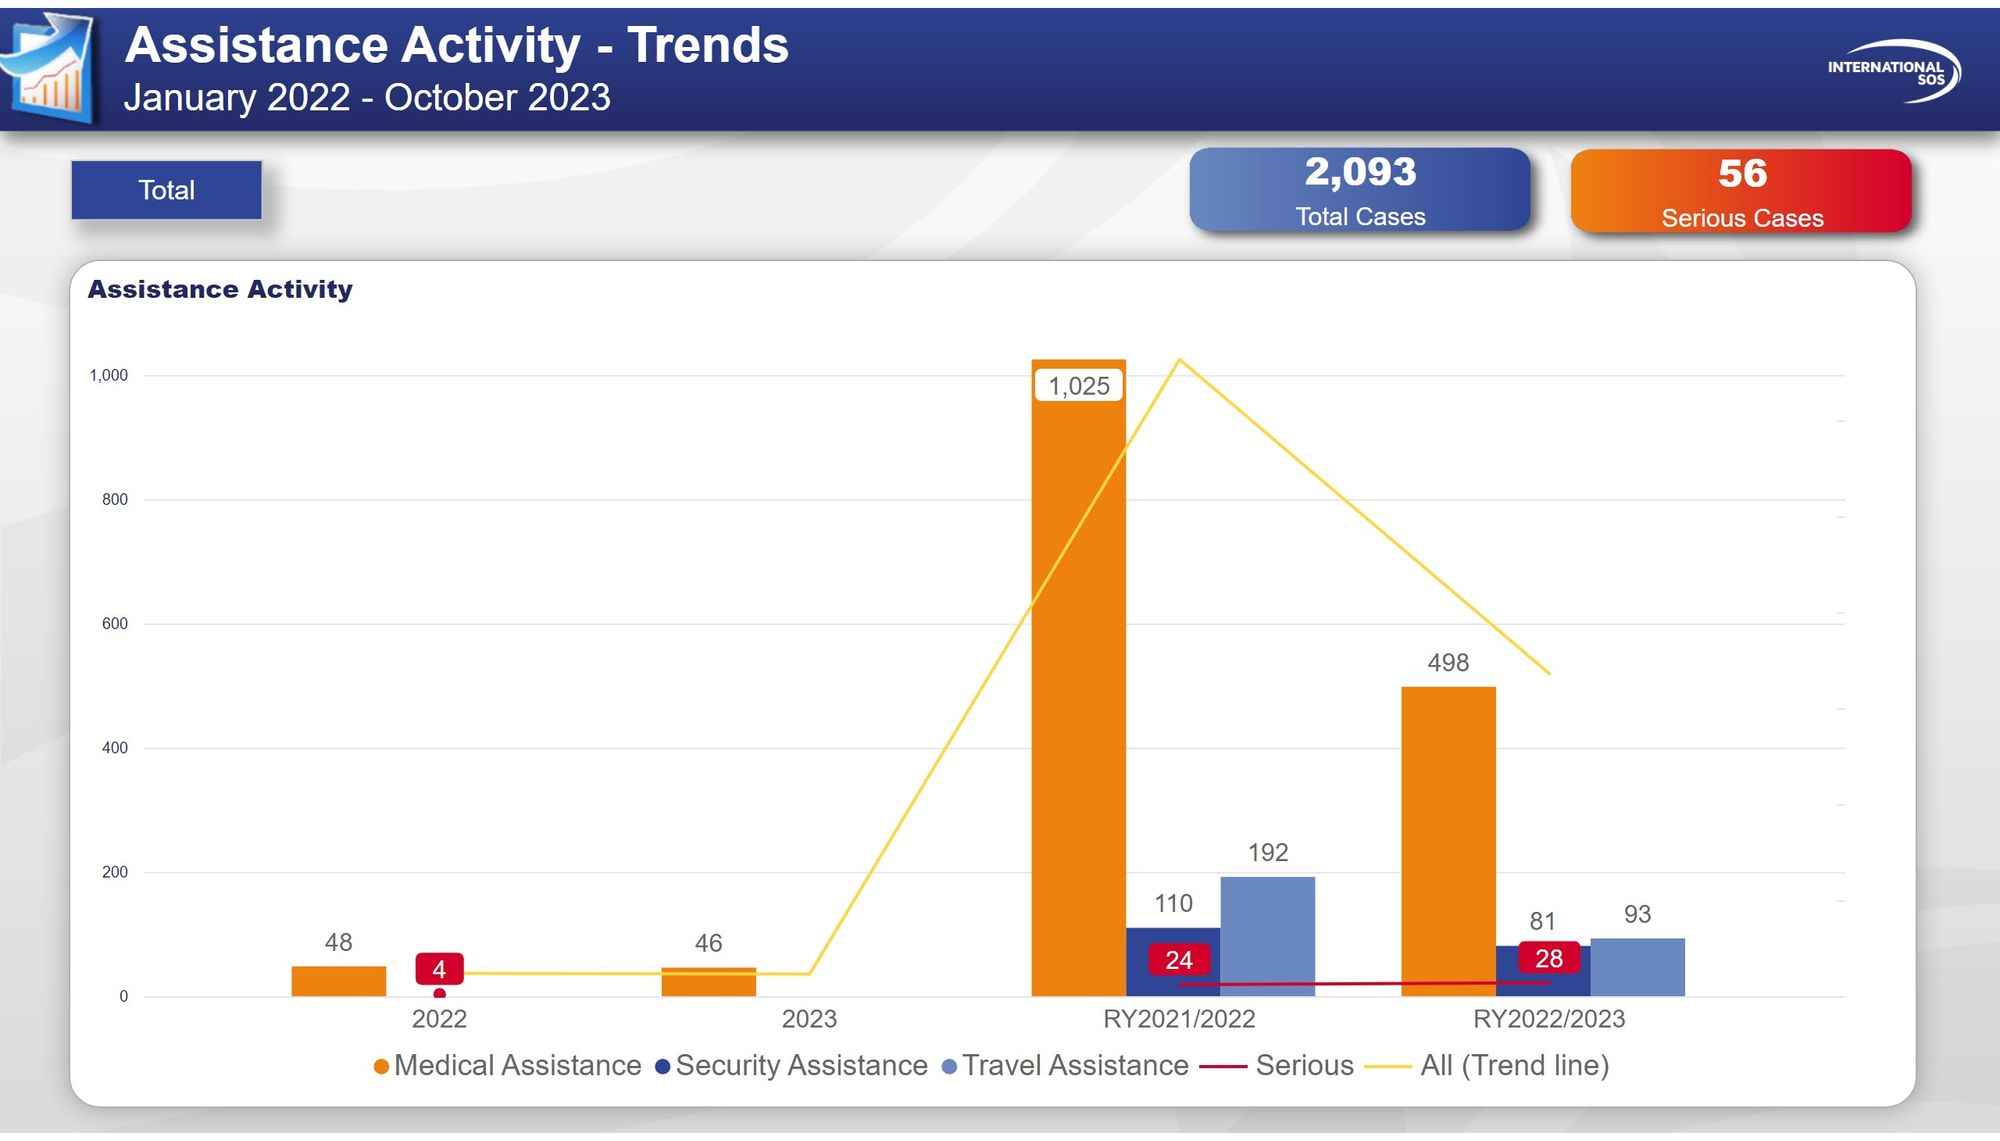 Assistance Activity - Trends
January 2022 - October 2023
INTERNATIONAL
SOS
Total
2,093
Total Cases
56
Serious Cases
Assistance Activity
1,000
800
600
400
200
0
48
4
46
1,025
110
24
192
498
81
28
93
2022
2023
RY2021/2022
RY2022/2023
Medical Assistance
Security Assistance
Travel Assistance
Serious
All (Trend line)